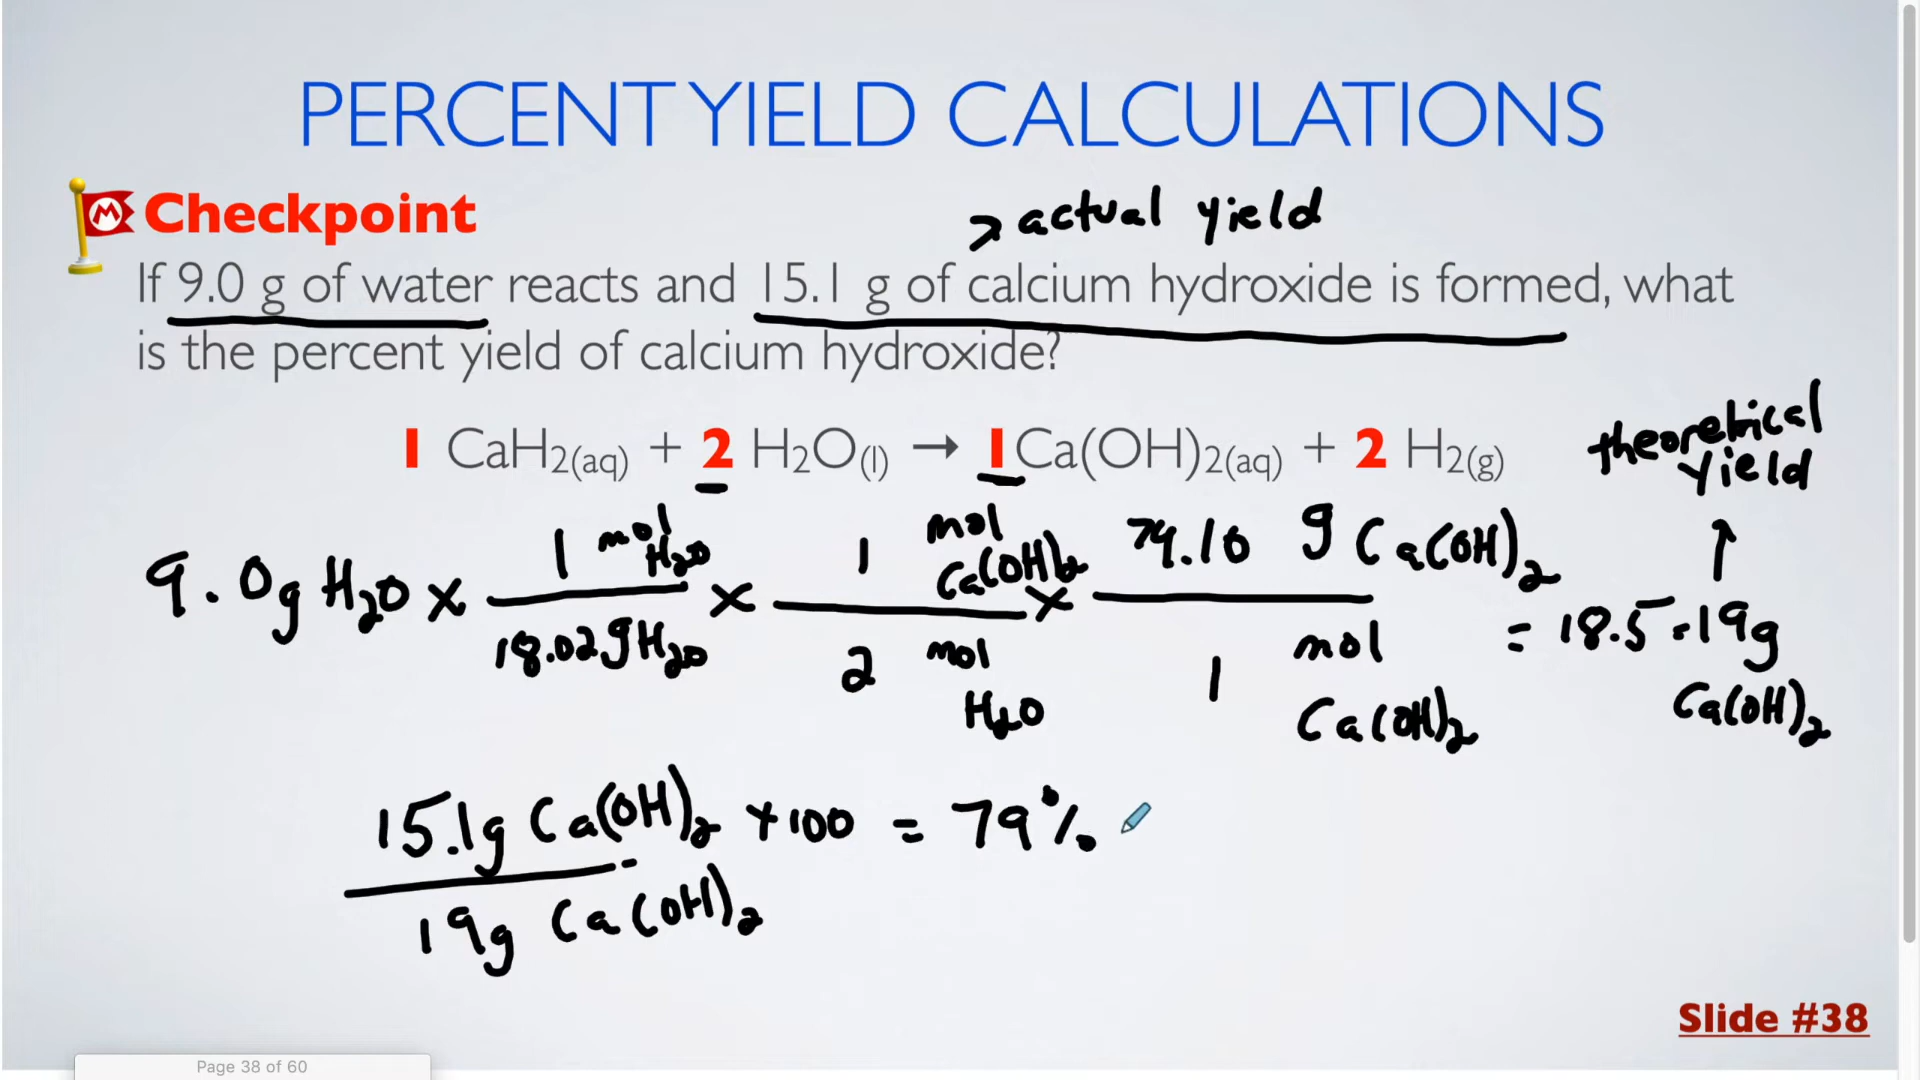 PERCENT YIELD CALCULATIONS
Checkpoint
> actual yield
If 9.0 g of water reacts and 15.1 g of calcium hydroxide is formed, what
is the percent yield of calcium hydroxide?
1 CaH2(aq) + 2 H2O(l) → 1 Ca(OH)2(aq) + 2 H2(g)
theoretical
yield
↑
9.0g H2O × 1 mol H2O / 18.02g H2O × 1 mol Ca(OH)2 / 2 mol H2O × 74.10 g Ca(OH)2 / 1 mol Ca(OH)2 = 18.5 = 19g Ca(OH)2
15.1g Ca(OH)2 / 19g Ca(OH)2 × 100 = 79%
Slide #38
Page 38 of 60